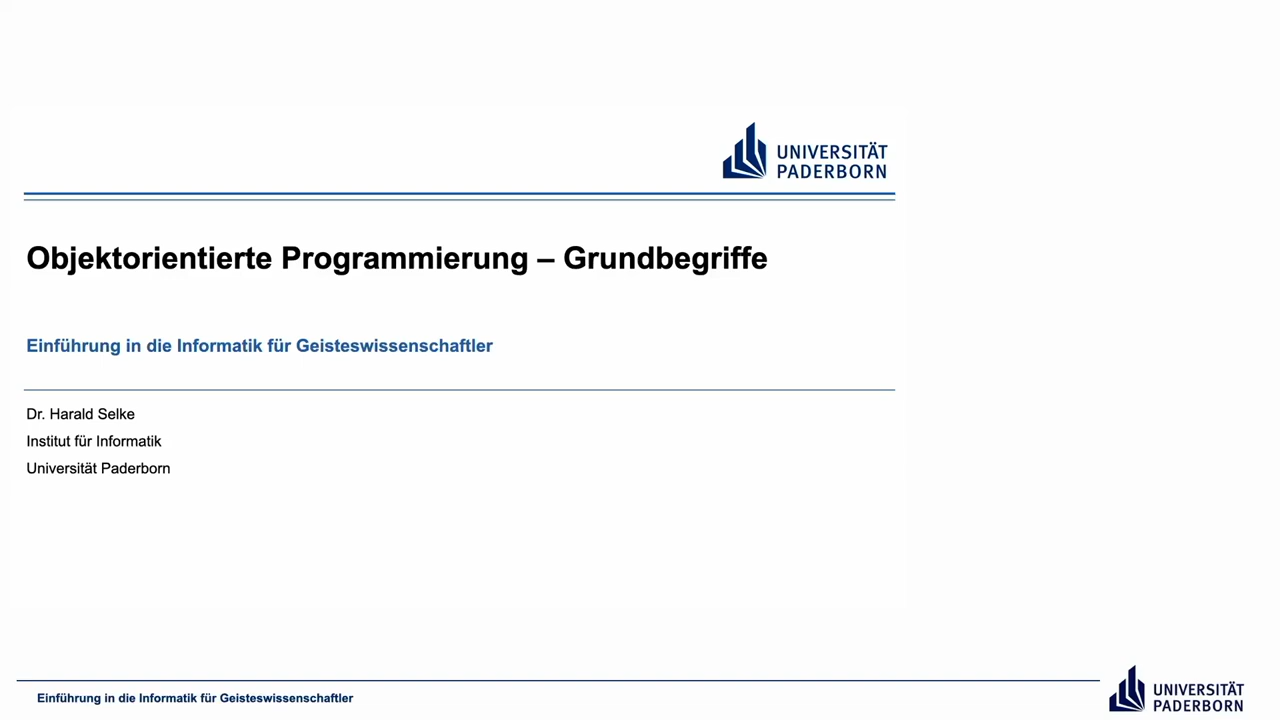 UNIVERSITÄT
PADERBORN
Objektorientierte Programmierung – Grundbegriffe
Einführung in die Informatik für Geisteswissenschaftler
Dr. Harald Selke
Institut für Informatik
Universität Paderborn
Einführung in die Informatik für Geisteswissenschaftler
UNIVERSITÄT
PADERBORN